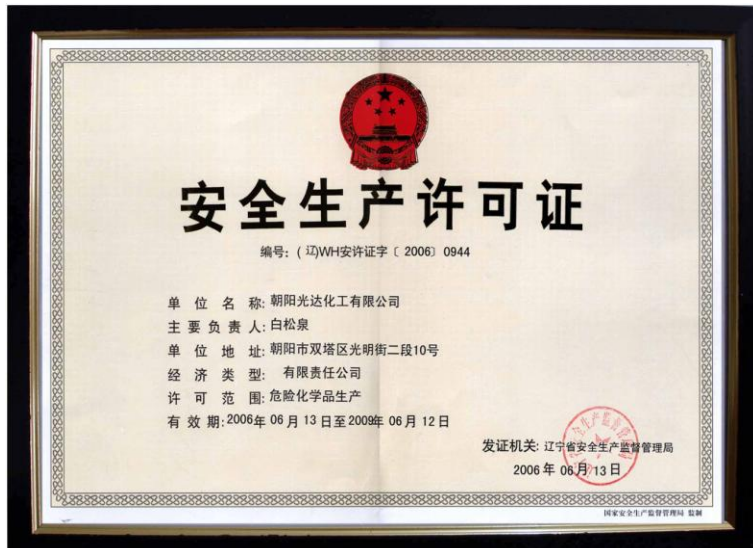 安全生产许可证
编号:(辽)WH安许证字〔2006〕0944
单位名称:朝阳光达化工有限公司
主要负责人:白松泉
单位地址:朝阳市双塔区光明街二段10号
经济类型:有限责任公司
许可范围:危险化学品生产
有效期:2006年06月13日至2009年06月12日
发证机关:辽宁省安全生产监督管理局
2006年06月13日
国家安全生产监督管理局 监制